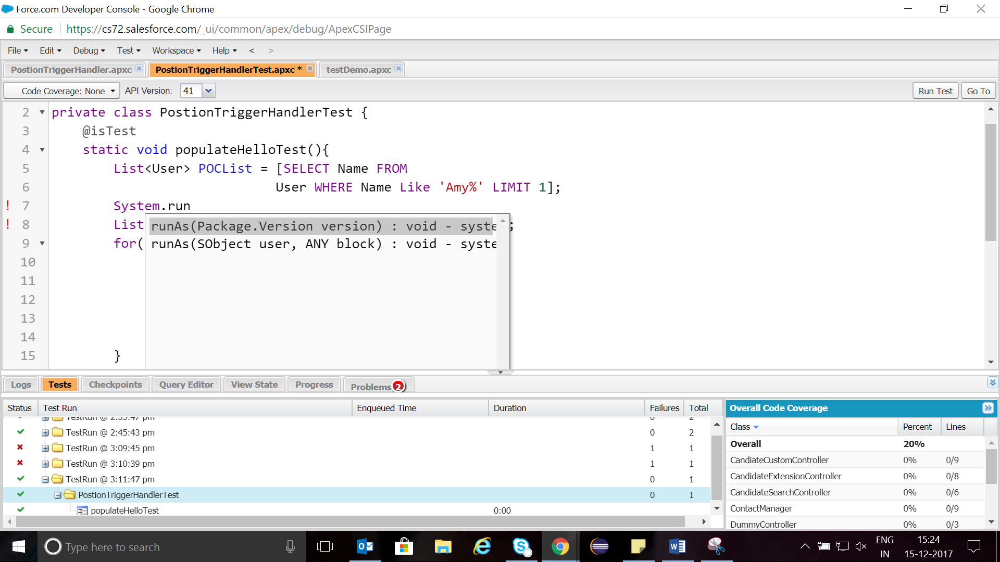 Force.com Developer Console - Google Chrome
Secure https://cs72.salesforce.com/_ui/common/apex/debug/ApexCSIPage
File Edit Debug Test Workspace Help < >
PostionTriggerHandler.apxc PostionTriggerHandlerTest.apxc * testDemo.apxc
Code Coverage: None API Version: 41 Run Test Go To
2 private class PostionTriggerHandlerTest {
3 @isTest
4 static void populateHelloTest(){
5 List<User> POCList = [SELECT Name FROM
6 User WHERE Name Like 'Amy%' LIMIT 1];
! 7 System.run
! 8 List ;
runAs(Package.Version version) : void - syste
9 for(
runAs(SObject user, ANY block) : void - syste
10
11
12
13
14
15 }
Logs Tests Checkpoints Query Editor View State Progress Problems 2
Status Test Run Enqueued Time Duration Failures Total
TestRun @ 2:35:47 pm 0 2
TestRun @ 2:45:43 pm 0 2
TestRun @ 3:09:45 pm 1 1
TestRun @ 3:10:39 pm 1 1
TestRun @ 3:11:47 pm 0 1
PostionTriggerHandlerTest 0 1
populateHelloTest 0:00
Overall Code Coverage
Class Percent Lines
Overall 20%
CandiateCustomController 0% 0/9
CandidateExtensionController 0% 0/8
CandidateSearchController 0% 0/6
ContactManager 0% 0/9
DummyController 0% 0/3
Type here to search
ENG 15:24
IN 15-12-2017